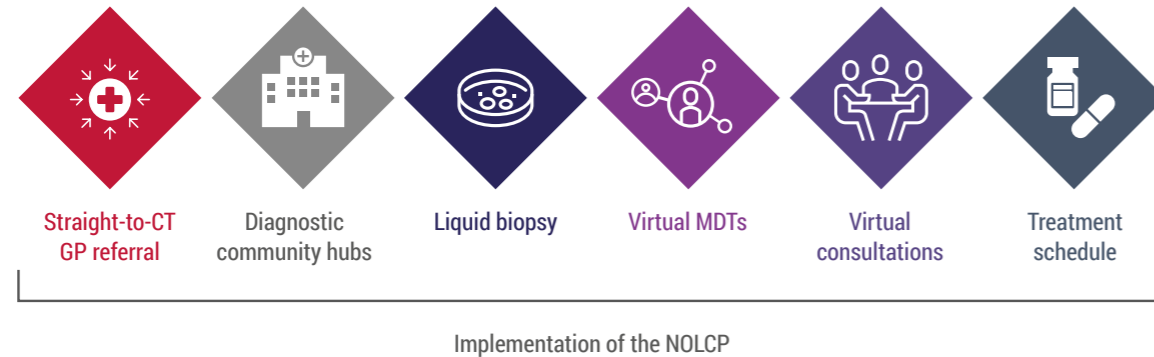 Straight-to-CT
GP referral
Diagnostic
community hubs
Liquid biopsy
Virtual MDTs
Virtual
consultations
Treatment
schedule
Implementation of the NOLCP